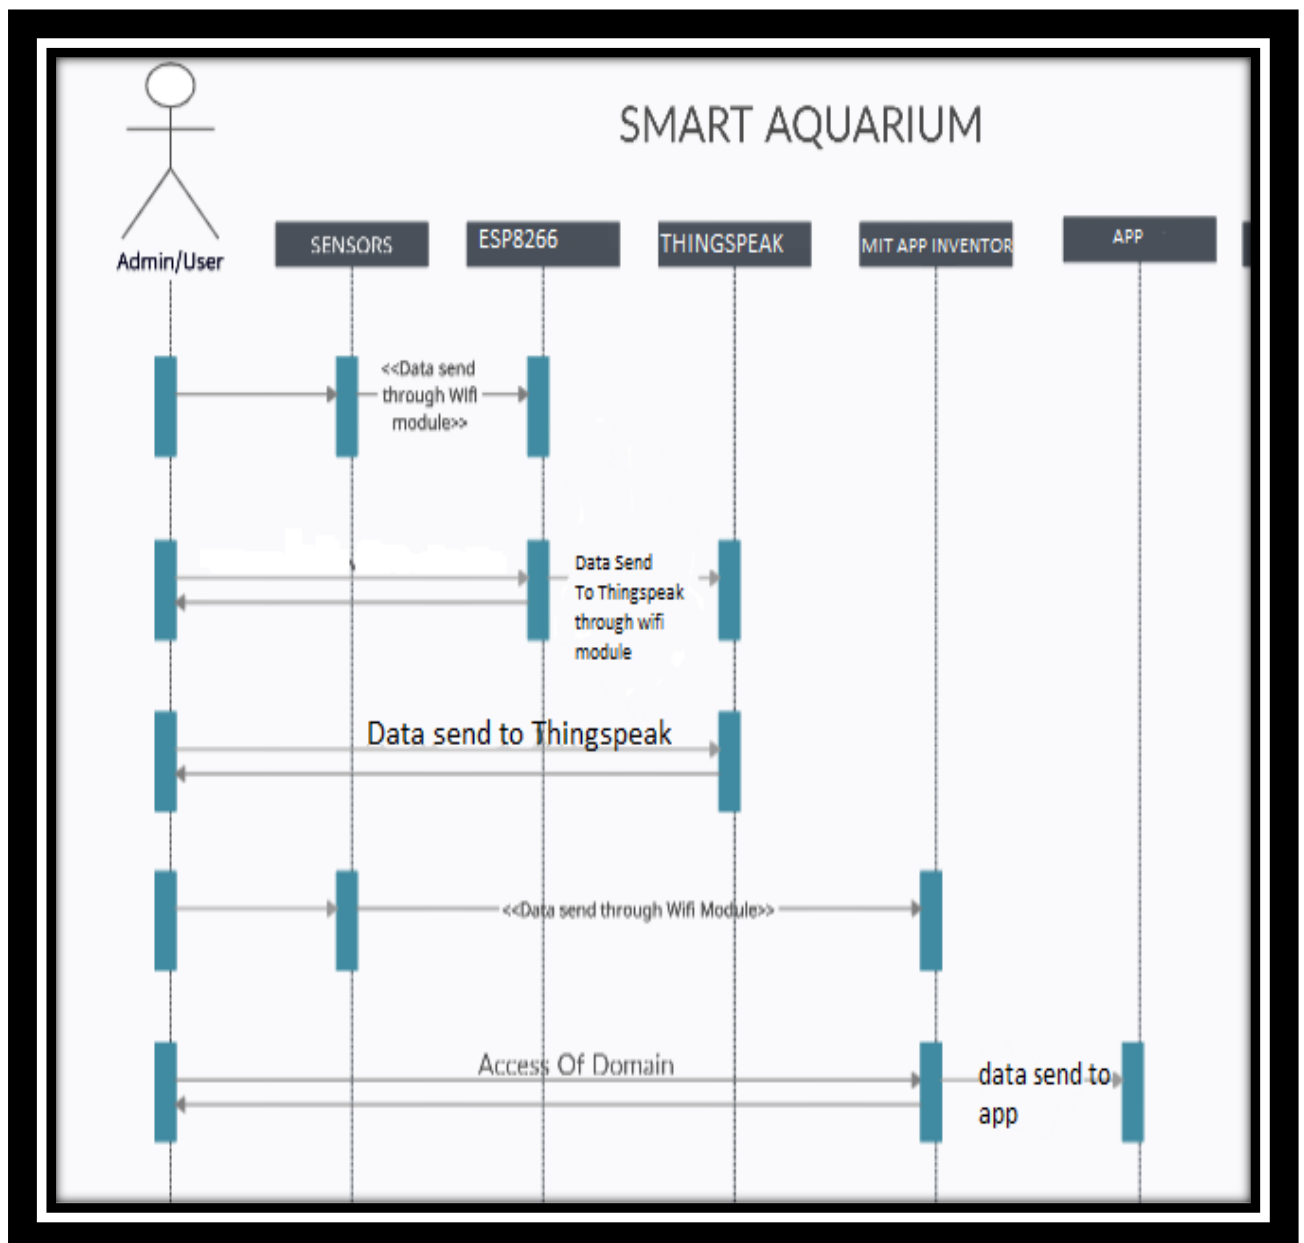 SMART AQUARIUM
Admin/User
SENSORS
ESP8266
THINGSPEAK
MIT APP INVENTOR
APP
<<Data send
through Wifi
module>>
Data Send
To Thingspeak
through wifi
module
Data send to Thingspeak
<<Data send through Wifi Module>>
Access Of Domain
data send to
app